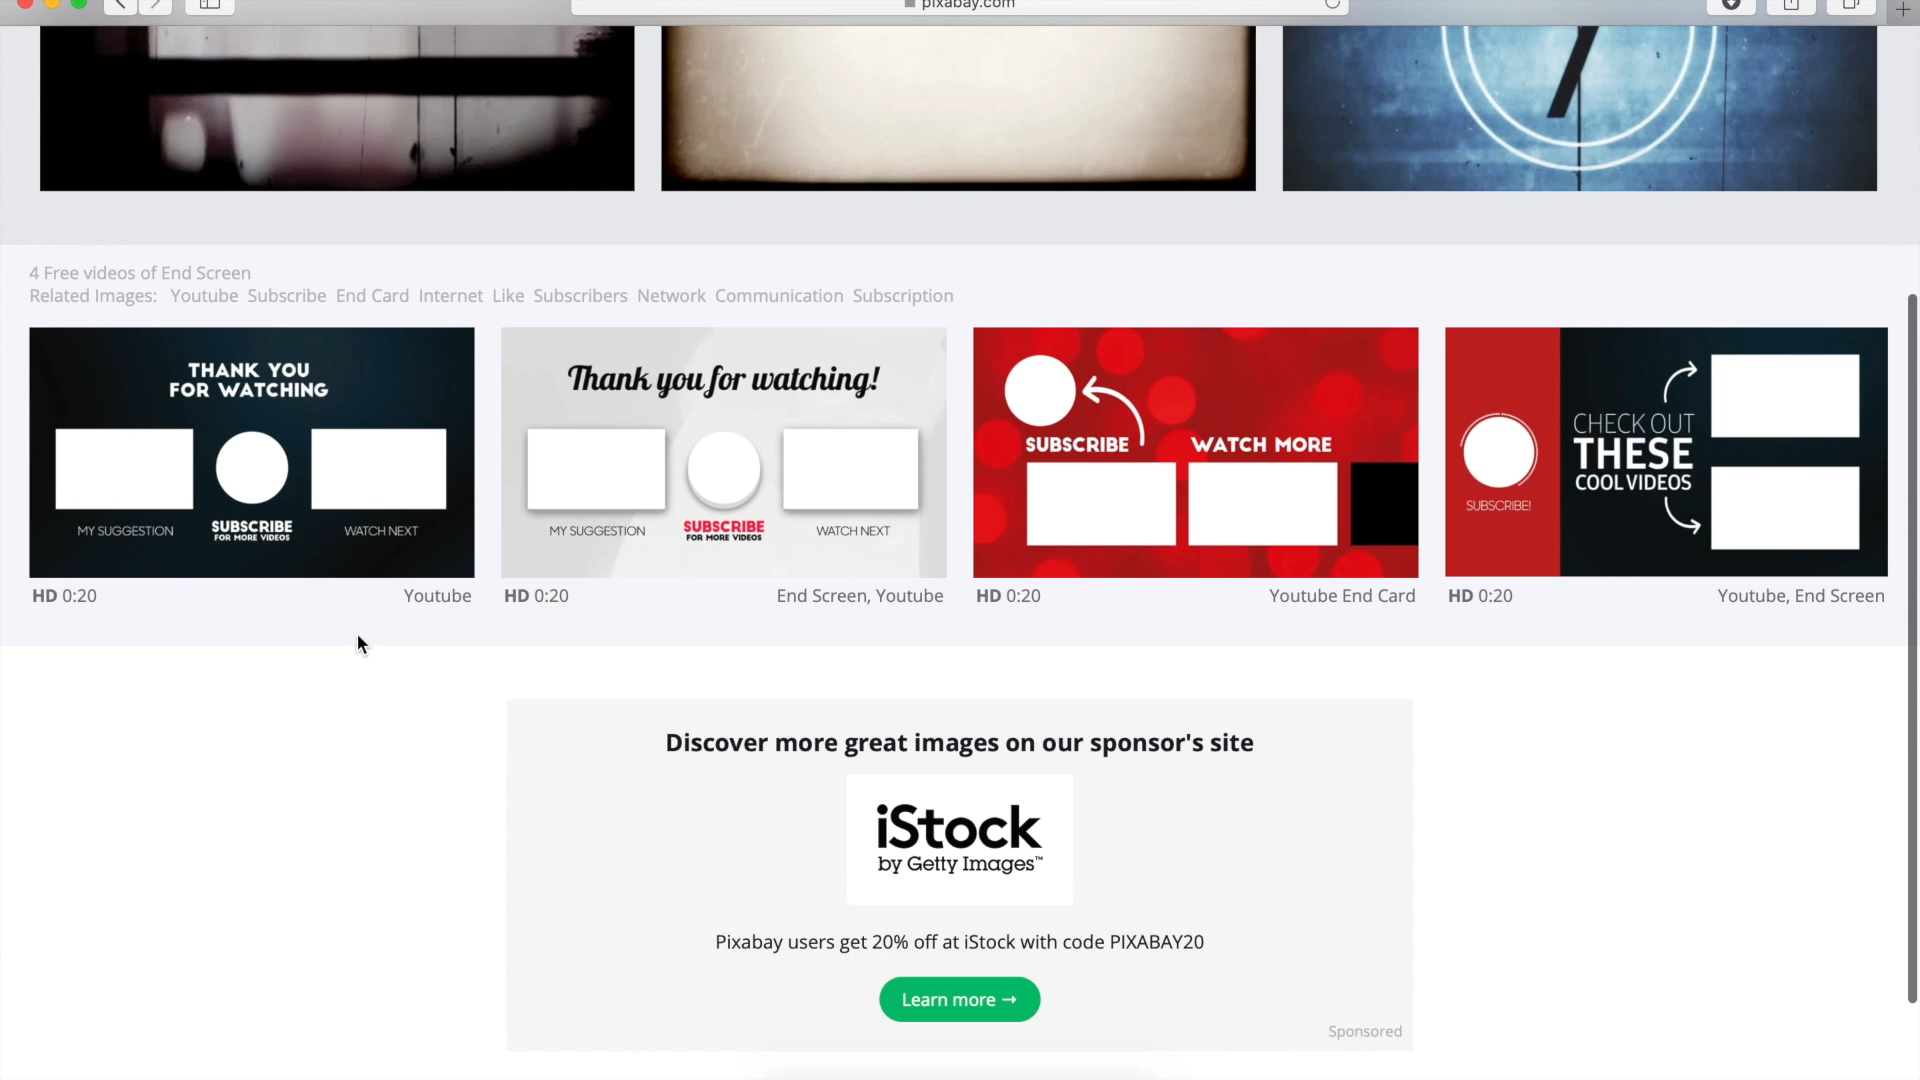 pixabay.com
4 Free videos of End Screen
Related Images: Youtube Subscribe End Card Internet Like Subscribers Network Communication Subscription
THANK YOU
FOR WATCHING
MY SUGGESTION
SUBSCRIBE
FOR MORE VIDEOS
WATCH NEXT
HD 0:20
Youtube
Thank you for watching!
MY SUGGESTION
SUBSCRIBE
FOR MORE VIDEOS
WATCH NEXT
HD 0:20
End Screen, Youtube
SUBSCRIBE
WATCH MORE
HD 0:20
Youtube End Card
SUBSCRIBE!
CHECK OUT
THESE
COOL VIDEOS
HD 0:20
Youtube, End Screen
Discover more great images on our sponsor's site
iStock
by Getty Images™
Pixabay users get 20% off at iStock with code PIXABAY20
Learn more →
Sponsored